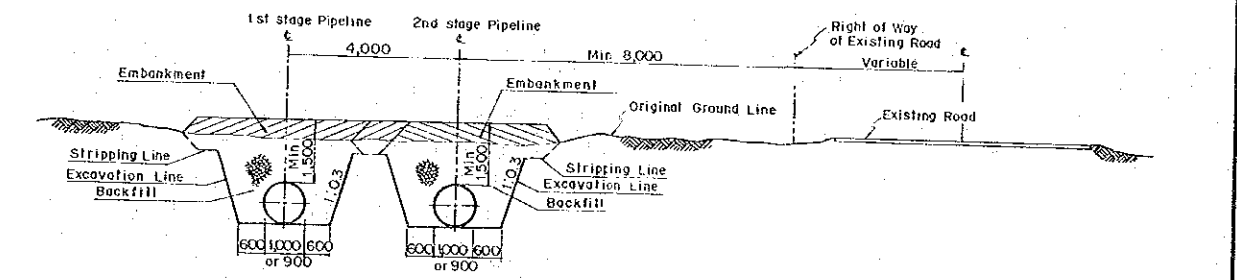 1st stage Pipeline
2nd stage Pipeline
℄
℄
Right of Way
of Existing Road
℄
4,000
Min. 8,000
Variable
Embankment
Embankment
Original Ground Line
Existing Road
Stripping Line
Excavation Line
Backfill
Min
1,500
1:0.3
Min
1,500
1:0.3
Stripping Line
Excavation Line
Backfill
600 1,000 600
or 900
600 1,000 600
or 900